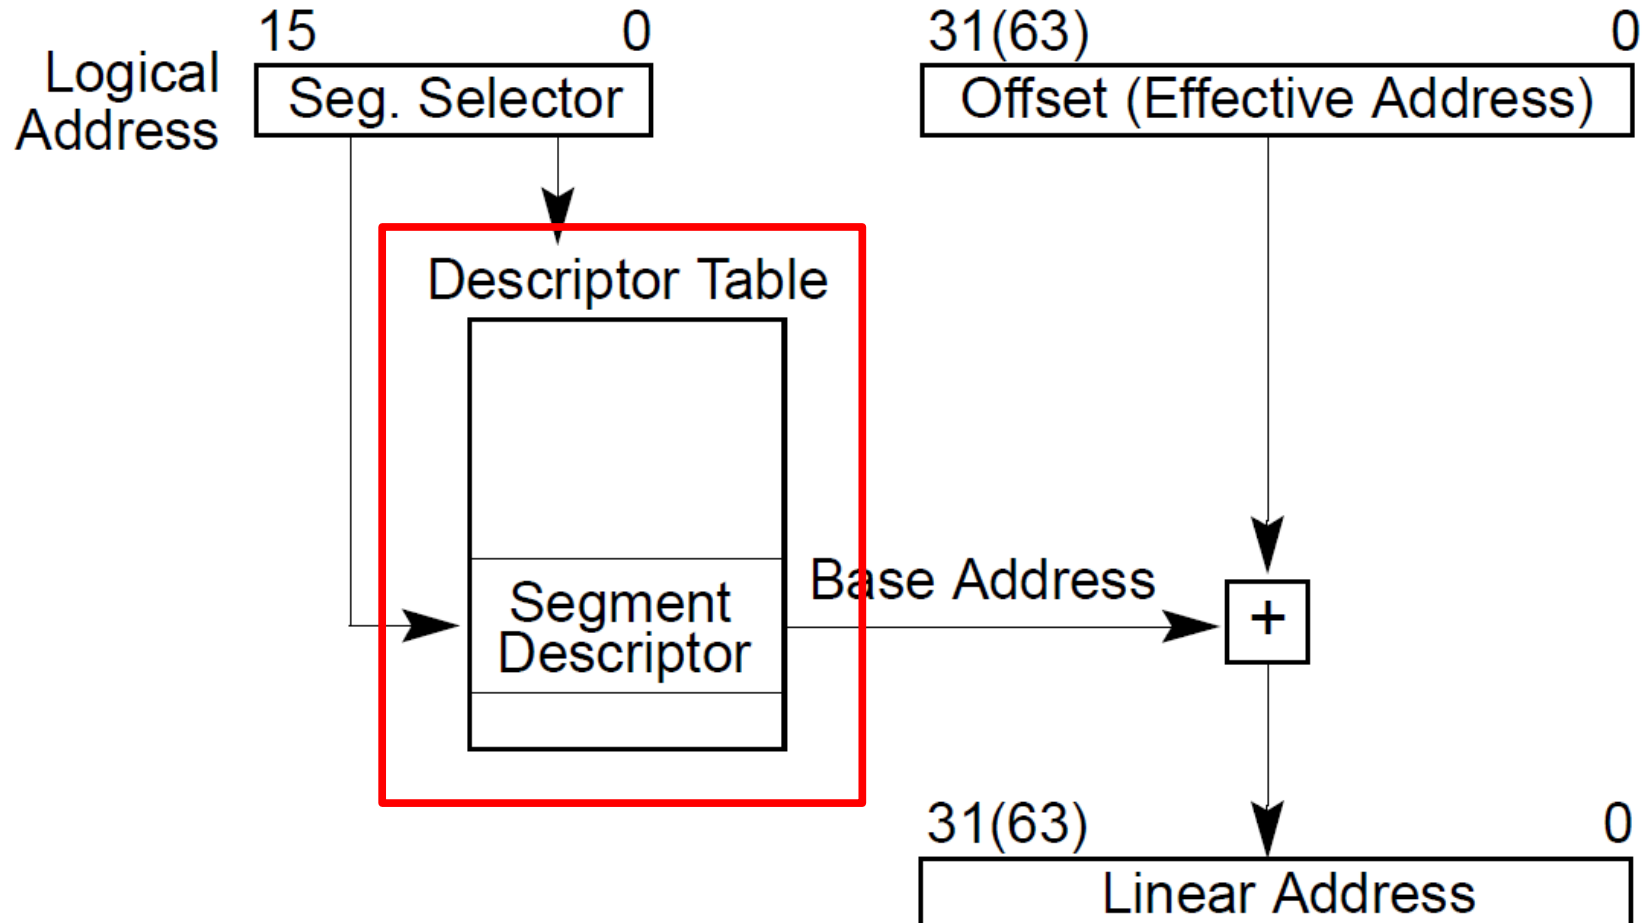 15 0 31(63) 0
Logical
Address
Seg. Selector
Offset (Effective Address)
Descriptor Table
Base Address
Segment
Descriptor
+
31(63) 0
Linear Address